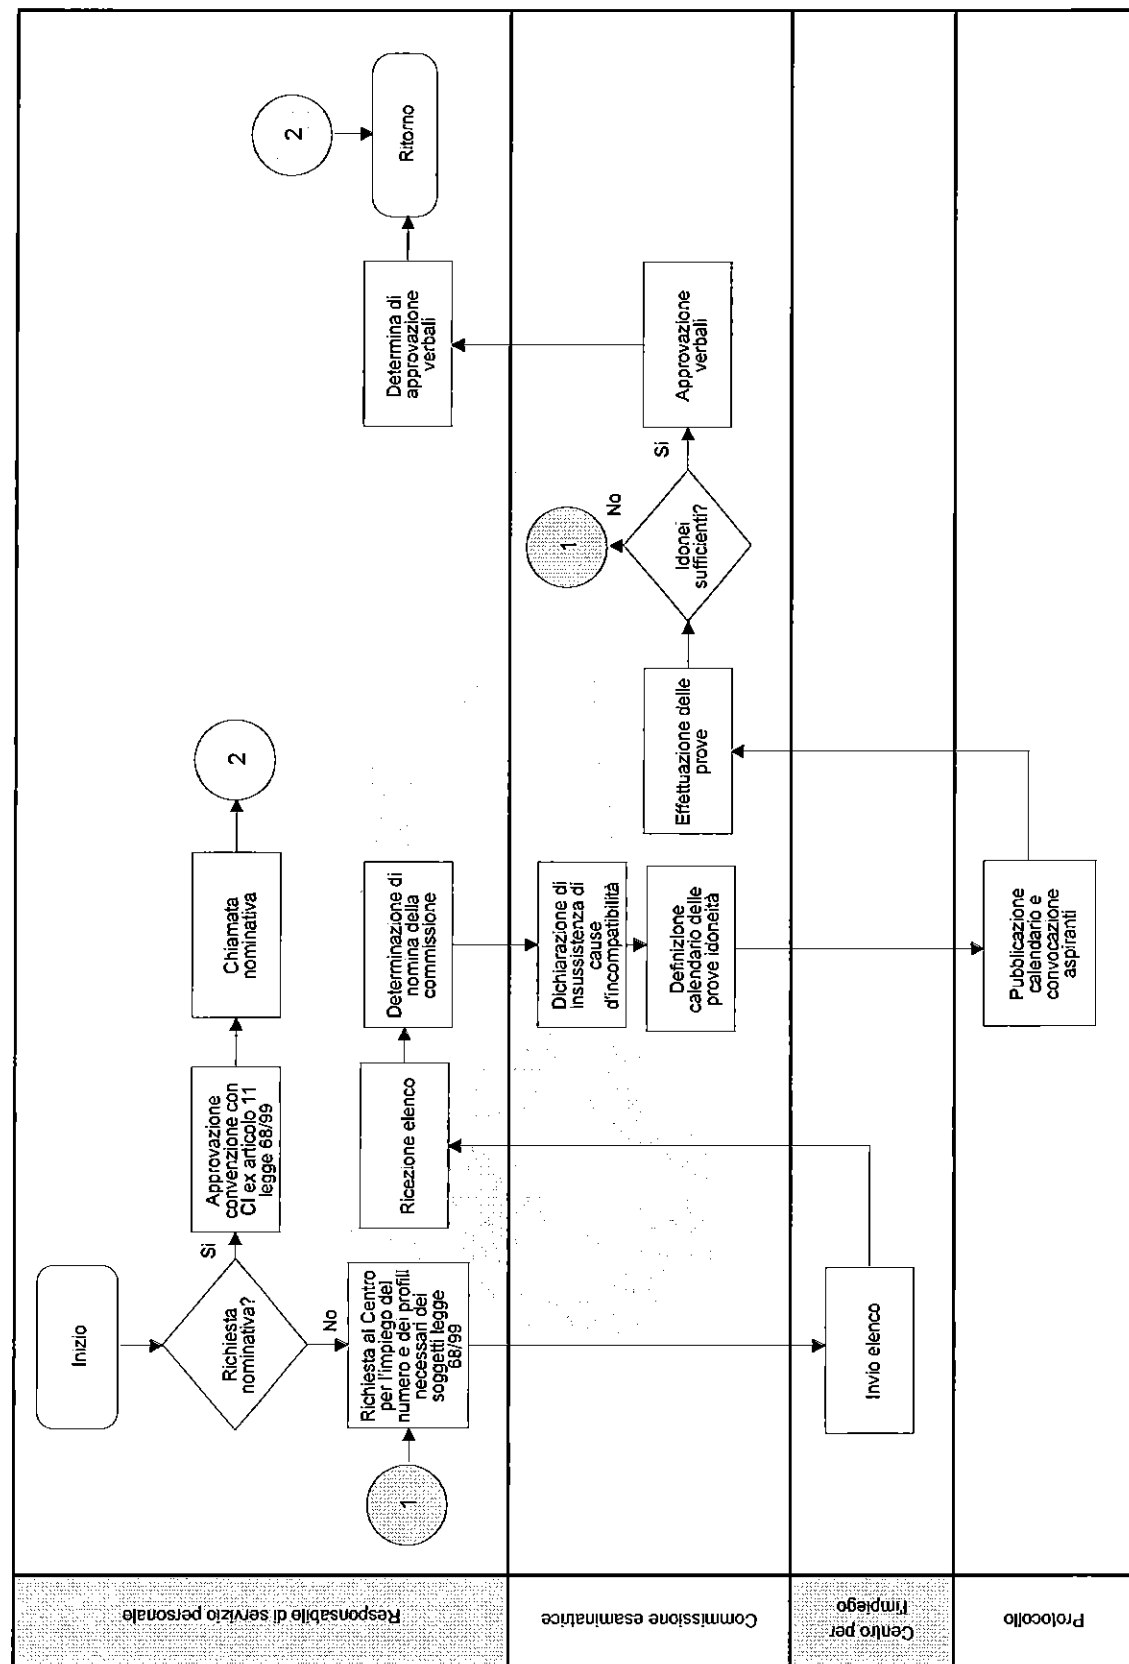 Responsabile di servizio personale
Inizio
Richiesta
nominativa?
Si
No
Approvazione
convenzione con
CI ex articolo 11
legge 68/99
Chiamata
nominativa
2
1
Richiesta al Centro
per l'impiego del
numero e dei profili
necessari dei
soggetti legge
68/99
Ricezione elenco
Determinazione di
nomina della
commissione
Determina di
approvazione
verbali
2
Ritorno
Commissione esaminatrice
Dichiarazione di
insussistenza di
cause
d'incompatibilità
Definizione
calendario delle
prove idoneità
Effettuazione delle
prove
Idonei
sufficienti?
No
1
Si
Approvazione
verbali
Centro per
l'impiego
Invio elenco
Protocollo
Pubblicazione
calendario e
convocazione
aspiranti